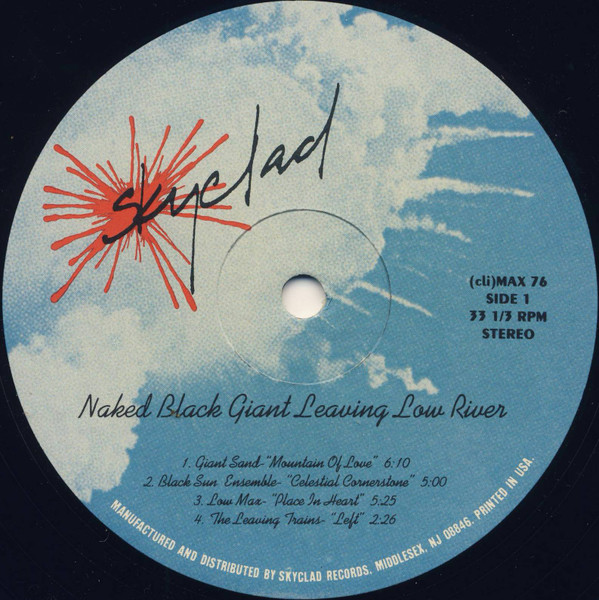 skyclad
(cli)MAX 76
SIDE 1
33 1/3 RPM
STEREO
Naked Black Giant Leaving Low River
1. Giant Sand-"Mountain Of Love" 6:10
2. Black Sun Ensemble-"Celestial Cornerstone" 5:00
3. Low Max-"Place In Heart" 5:25
4. The Leaving Trains-"Left" 2:26
MANUFACTURED AND DISTRIBUTED BY SKYCLAD RECORDS, MIDDLESEX, NJ 08846. PRINTED IN USA.